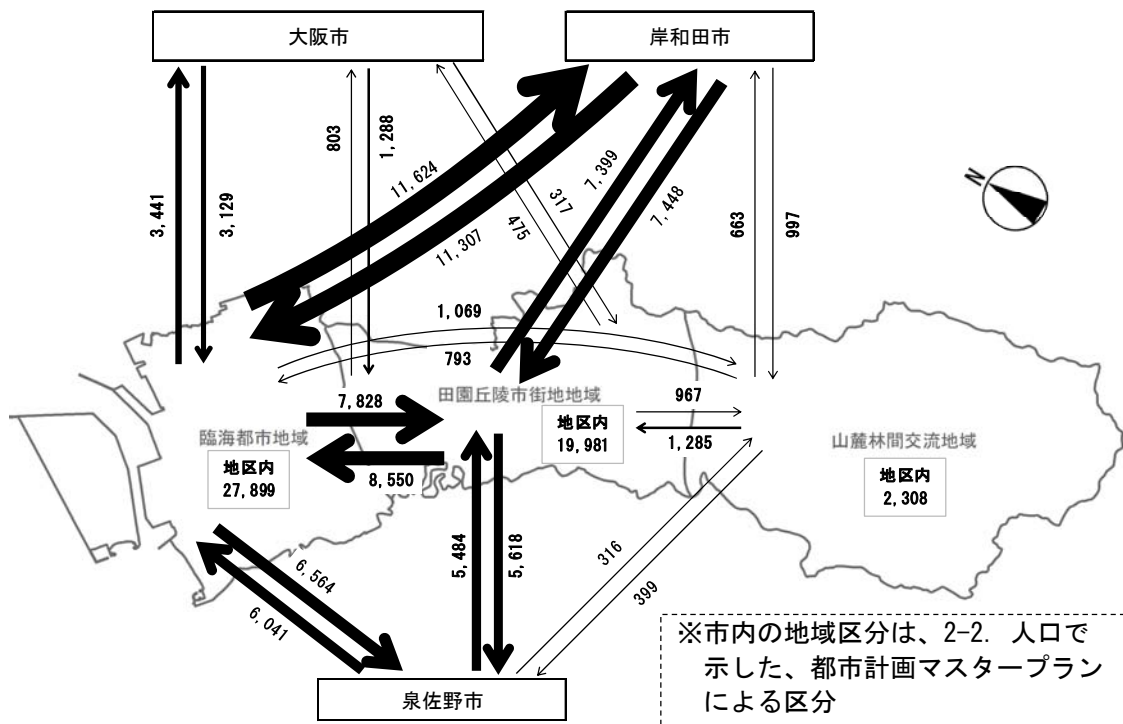 大阪市
岸和田市
803
1,288
11,624
7,399
317
475
7,448
3,441
3,129
11,307
663
997
N
1,069
793
田園丘陵市街地地域
7,828
967
臨海都市地域
地区内
27,899
8,550
地区内
19,981
1,285
山麓林間交流地域
地区内
2,308
5,484
5,618
316
399
6,564
6,041
泉佐野市
※市内の地域区分は、2-2. 人口で
示した、都市計画マスタープラン
による区分